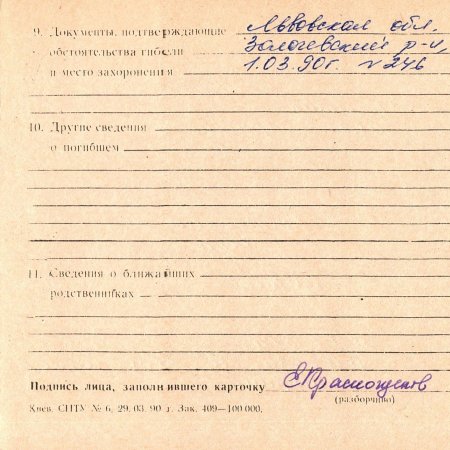 9. Документы, подтверждающие Львовская обл.
обстоятельства гибели Золочевский р-н,
и место захоронения 1.03.90г. №246
10. Другие сведения
о погибшем
11. Сведения о ближайших
родственниках
Подпись лица, заполнившего карточку
(разборчиво)
Киев. СПТУ № 6. 29. 03. 90 г. Зак. 409—100 000.